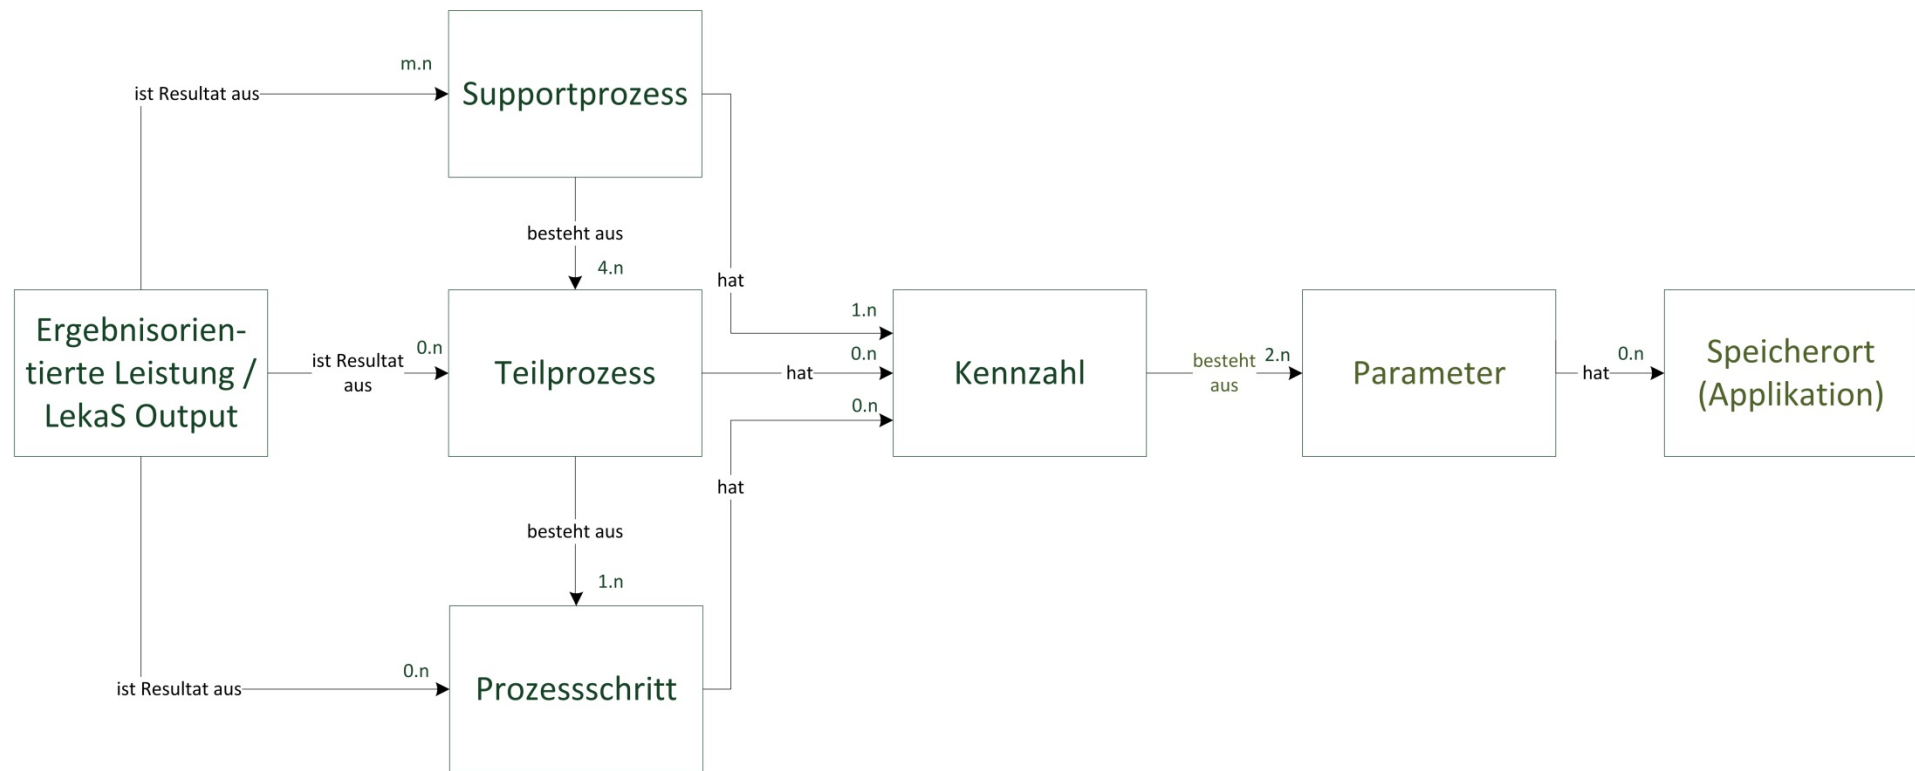 m.n
ist Resultat aus
Supportprozess
besteht aus
4.n
hat
Ergebnisorien-
tierte Leistung /
LekaS Output
ist Resultat
aus
0.n
Teilprozess
hat
1.n
0.n
0.n
Kennzahl
besteht
aus
2.n
Parameter
hat
0.n
Speicherort
(Applikation)
hat
besteht aus
1.n
ist Resultat aus
0.n
Prozessschritt